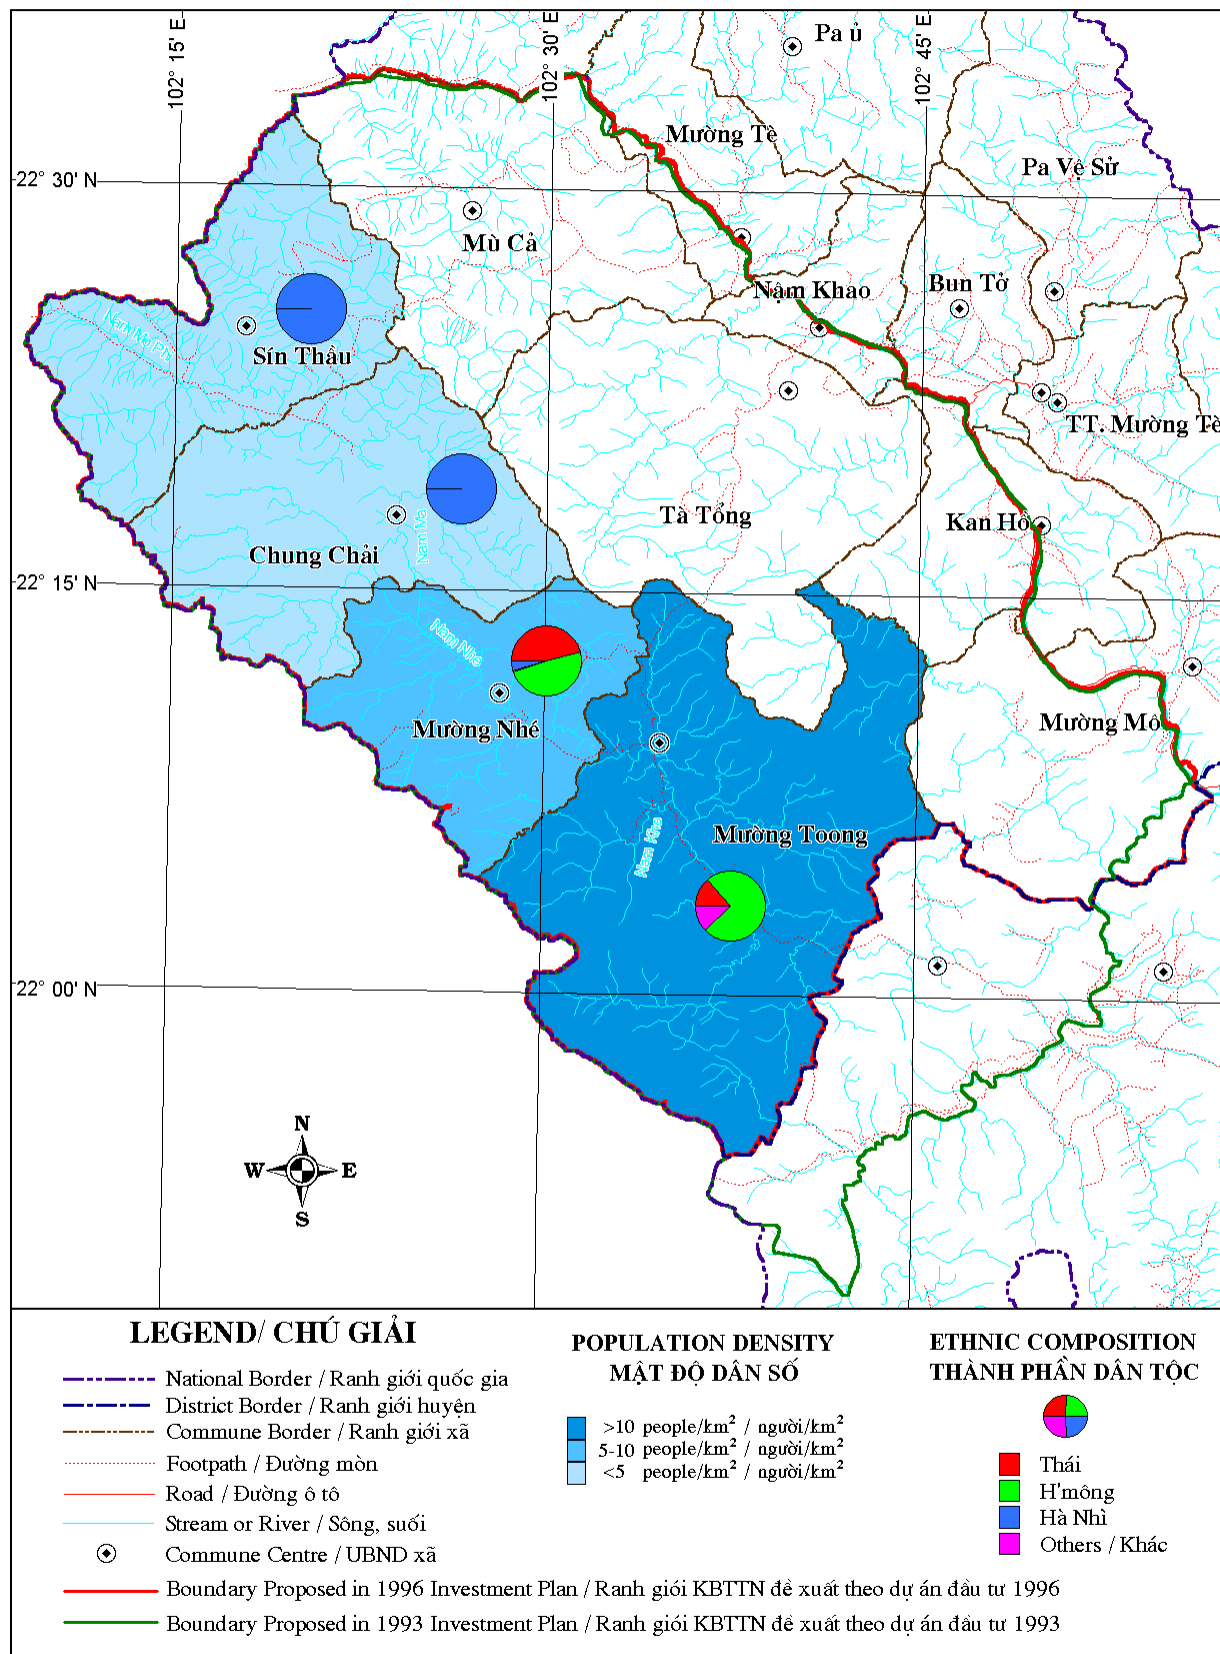 102° 15' E
102° 30' E
102° 45' E
Pa ủ
Mường Tè
Pa Vệ Sử
22° 30' N
Mù Cả
Nậm Khao
Bun Tở
Sín Thầu
TT. Mường Tè
Tà Tổng
Kan Hồ
Chung Chải
Nam Ma
22° 15' N
Nam Nhe
Mường Nhé
Mường Mô
Mường Toong
Nam Khe
22° 00' N
N
W
E
S
LEGEND/ CHÚ GIẢI
National Border / Ranh giới quốc gia
District Border / Ranh giới huyện
Commune Border / Ranh giới xã
Footpath / Đường mòn
Road / Đường ô tô
Stream or River / Sông, suối
Commune Centre / UBND xã
Boundary Proposed in 1996 Investment Plan / Ranh giới KBTTN đề xuất theo dự án đầu tư 1996
Boundary Proposed in 1993 Investment Plan / Ranh giới KBTTN đề xuất theo dự án đầu tư 1993
POPULATION DENSITY
MẬT ĐỘ DÂN SỐ
>10 people/km² / người/km²
5-10 people/km² / người/km²
<5 people/km² / người/km²
ETHNIC COMPOSITION
THÀNH PHẦN DÂN TỘC
Thái
H'mông
Hà Nhì
Others / Khác